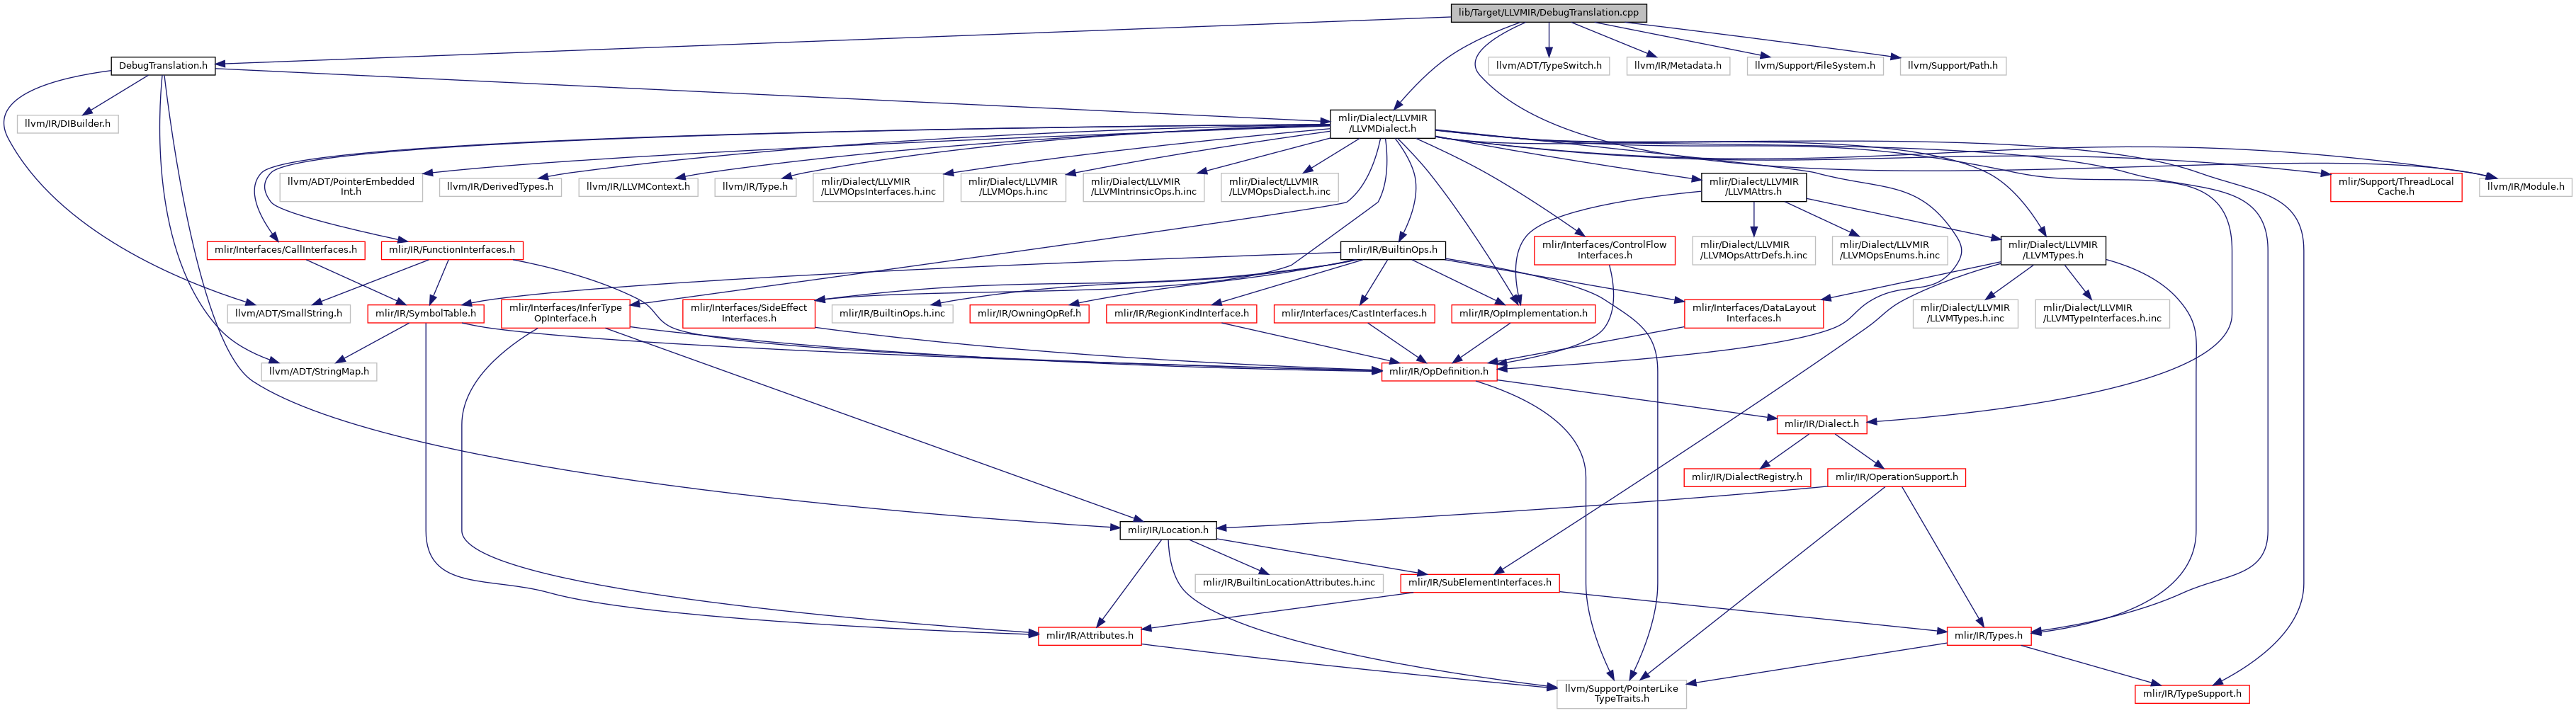 lib/Target/LLVMIR/DebugTranslation.cpp
DebugTranslation.h
llvm/ADT/TypeSwitch.h
llvm/IR/Metadata.h
llvm/Support/FileSystem.h
llvm/Support/Path.h
llvm/IR/DIBuilder.h
mlir/Dialect/LLVMIR
/LLVMDialect.h
llvm/ADT/PointerEmbedded
Int.h
llvm/IR/DerivedTypes.h
llvm/IR/LLVMContext.h
llvm/IR/Type.h
mlir/Dialect/LLVMIR
/LLVMOpsInterfaces.h.inc
mlir/Dialect/LLVMIR
/LLVMOps.h.inc
mlir/Dialect/LLVMIR
/LLVMIntrinsicOps.h.inc
mlir/Dialect/LLVMIR
/LLVMOpsDialect.h.inc
mlir/Dialect/LLVMIR
/LLVMAttrs.h
mlir/Support/ThreadLocal
Cache.h
llvm/IR/Module.h
mlir/Interfaces/CallInterfaces.h
mlir/IR/FunctionInterfaces.h
mlir/IR/BuiltinOps.h
mlir/Interfaces/ControlFlow
Interfaces.h
mlir/Dialect/LLVMIR
/LLVMOpsAttrDefs.h.inc
mlir/Dialect/LLVMIR
/LLVMOpsEnums.h.inc
mlir/Dialect/LLVMIR
/LLVMTypes.h
llvm/ADT/SmallString.h
mlir/IR/SymbolTable.h
mlir/Interfaces/InferType
OpInterface.h
mlir/Interfaces/SideEffect
Interfaces.h
mlir/IR/BuiltinOps.h.inc
mlir/IR/OwningOpRef.h
mlir/IR/RegionKindInterface.h
mlir/Interfaces/CastInterfaces.h
mlir/IR/OpImplementation.h
mlir/Interfaces/DataLayout
Interfaces.h
mlir/Dialect/LLVMIR
/LLVMTypes.h.inc
mlir/Dialect/LLVMIR
/LLVMTypeInterfaces.h.inc
llvm/ADT/StringMap.h
mlir/IR/OpDefinition.h
mlir/IR/Dialect.h
mlir/IR/DialectRegistry.h
mlir/IR/OperationSupport.h
mlir/IR/Location.h
mlir/IR/BuiltinLocationAttributes.h.inc
mlir/IR/SubElementInterfaces.h
mlir/IR/Attributes.h
mlir/IR/Types.h
llvm/Support/PointerLike
TypeTraits.h
mlir/IR/TypeSupport.h